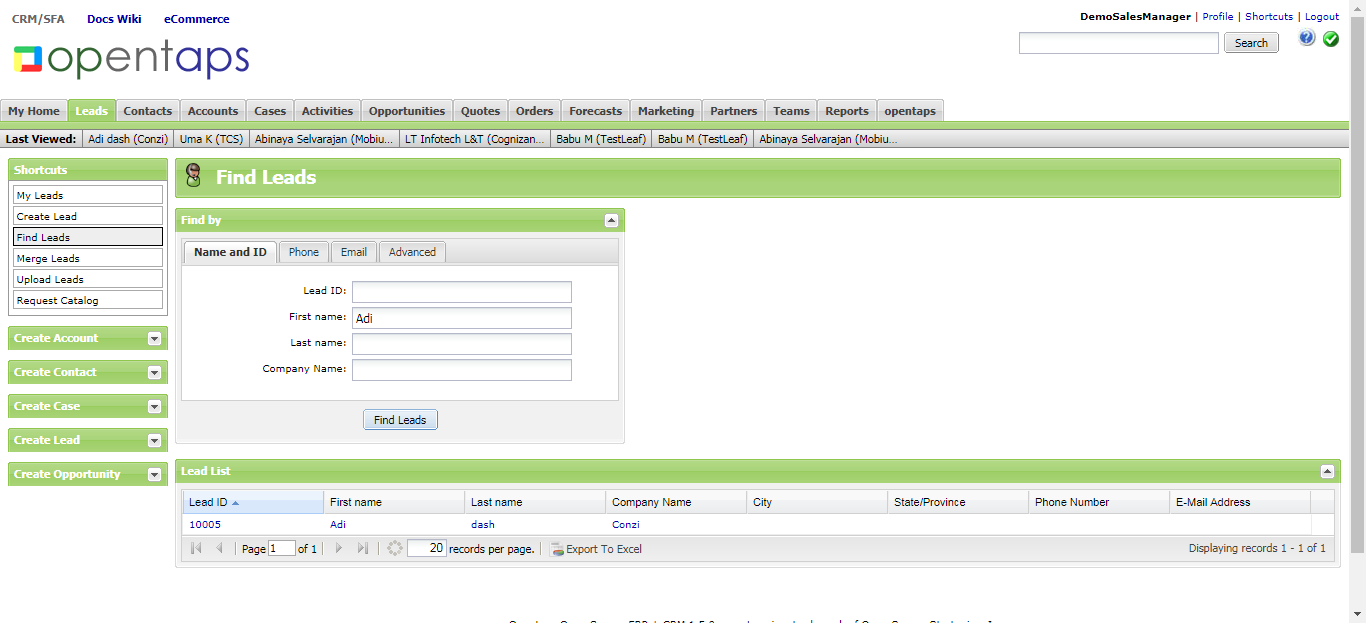 CRM/SFA Docs Wiki eCommerce
DemoSalesManager | Profile | Shortcuts | Logout
opentaps
Search
My Home Leads Contacts Accounts Cases Activities Opportunities Quotes Orders Forecasts Marketing Partners Teams Reports opentaps
Last Viewed: Adi dash (Conzi) Uma K (TCS) Abinaya Selvarajan (Mobiu... LT Infotech L&T (Cognizan... Babu M (TestLeaf) Babu M (TestLeaf) Abinaya Selvarajan (Mobiu...
Shortcuts
My Leads
Create Lead
Find Leads
Merge Leads
Upload Leads
Request Catalog
Create Account
Create Contact
Create Case
Create Lead
Create Opportunity
Find Leads
Find by
Name and ID Phone Email Advanced
Lead ID:
First name: Adi
Last name:
Company Name:
Find Leads
Lead List
Lead ID First name Last name Company Name City State/Province Phone Number E-Mail Address
10005 Adi dash Conzi
Page 1 of 1 20 records per page. Export To Excel Displaying records 1 - 1 of 1